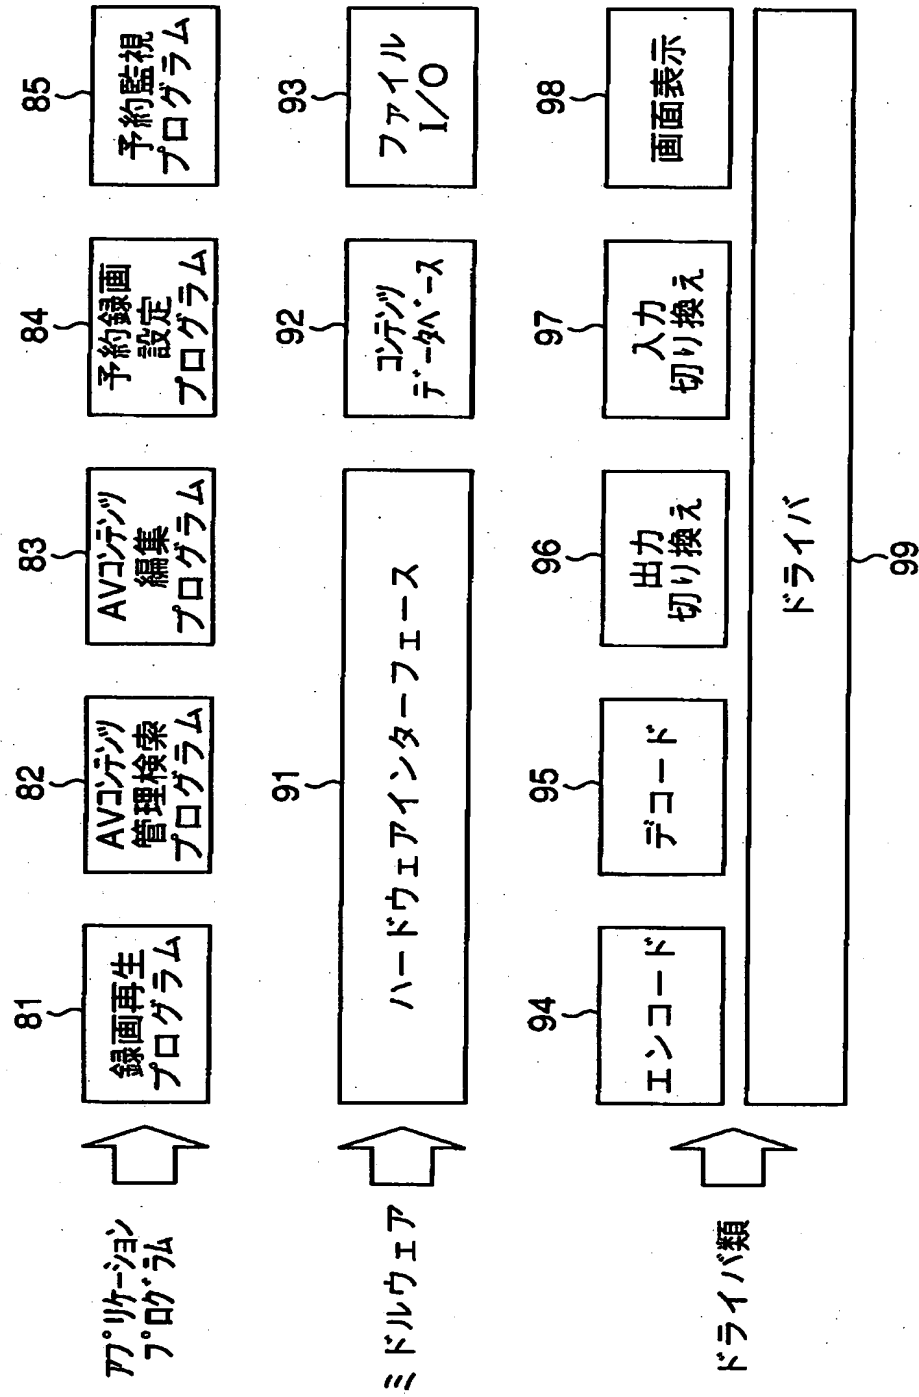 アプリケーション
プログラム
81
録画再生
プログラム
82
AVコンテンツ
管理検索
プログラム
83
AVコンテンツ
編集
プログラム
84
予約録画
設定
プログラム
85
予約監視
プログラム
ミドルウェア
91
ハードウェアインターフェース
92
コンテンツ
データベース
93
ファイル
I/O
ドライバ類
94
エンコード
95
デコード
96
出力
切り換え
97
入力
切り換え
98
画面表示
ドライバ
99